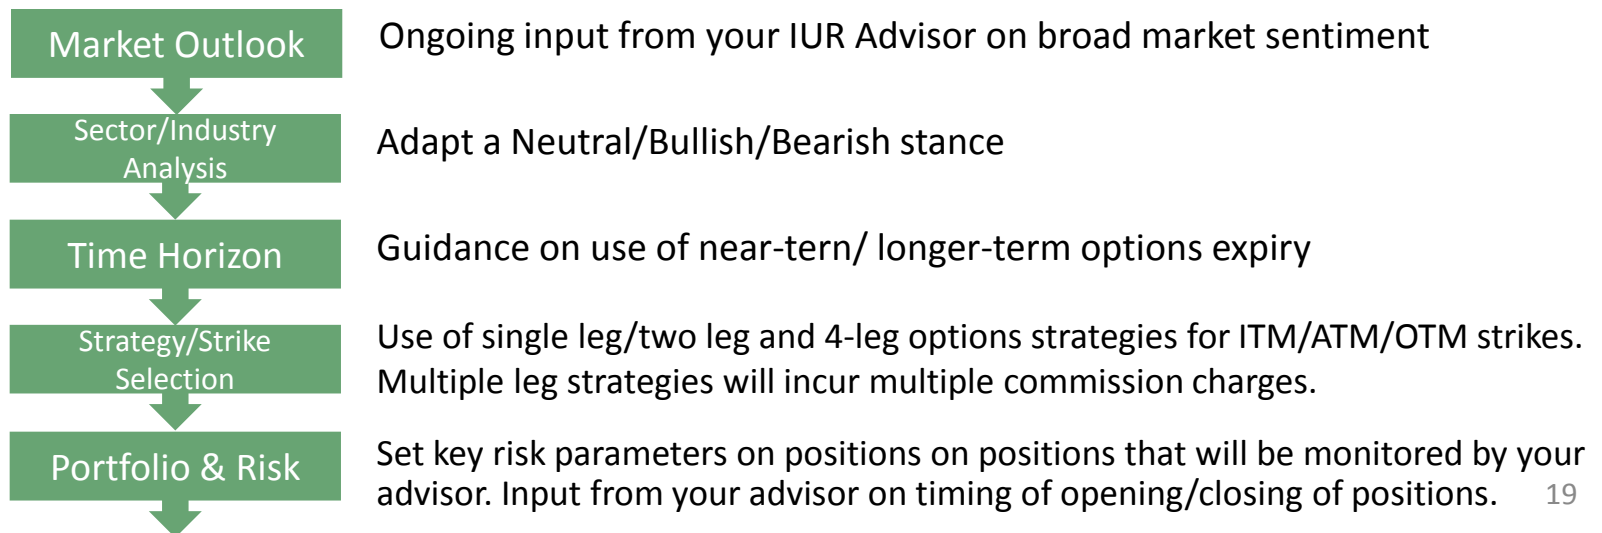 Market Outlook
Ongoing input from your IUR Advisor on broad market sentiment
Sector/Industry
Analysis
Adapt a Neutral/Bullish/Bearish stance
Time Horizon
Guidance on use of near-tern/ longer-term options expiry
Strategy/Strike
Selection
Use of single leg/two leg and 4-leg options strategies for ITM/ATM/OTM strikes.
Multiple leg strategies will incur multiple commission charges.
Portfolio & Risk
Set key risk parameters on positions on positions that will be monitored by your
advisor. Input from your advisor on timing of opening/closing of positions.
19